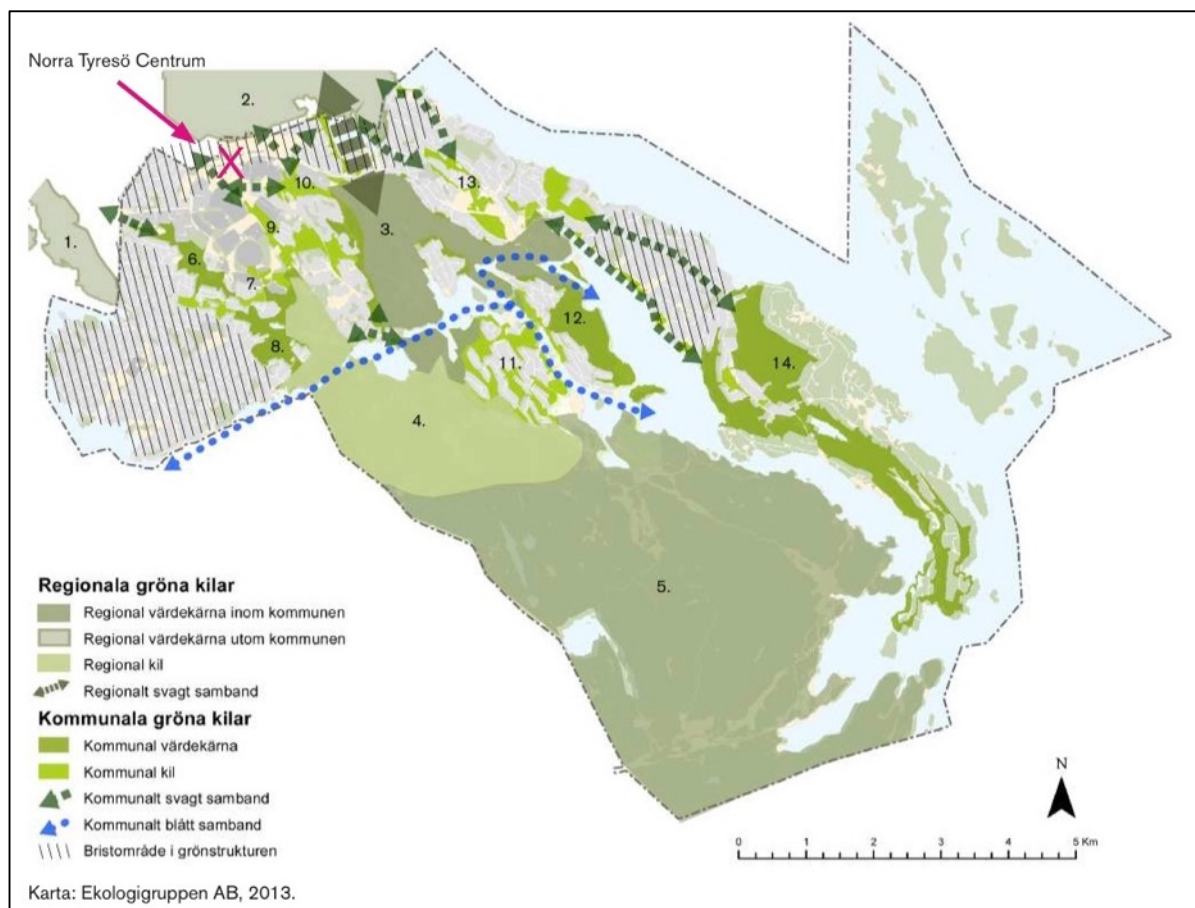 Norra Tyresö Centrum
X
1.
2.
3.
4.
5.
6.
7.
8.
9.
10.
11.
12.
13.
14.
Regionala gröna kilar
Regional värdekärna inom kommunen
Regional värdekärna utom kommunen
Regional kil
Regionalt svagt samband
Kommunala gröna kilar
Kommunal värdekärna
Kommunal kil
Kommunalt svagt samband
Kommunalt blått samband
Bristområde i grönstrukturen
N
0 1 2 3 4 5 Km
Karta: Ekologigruppen AB, 2013.